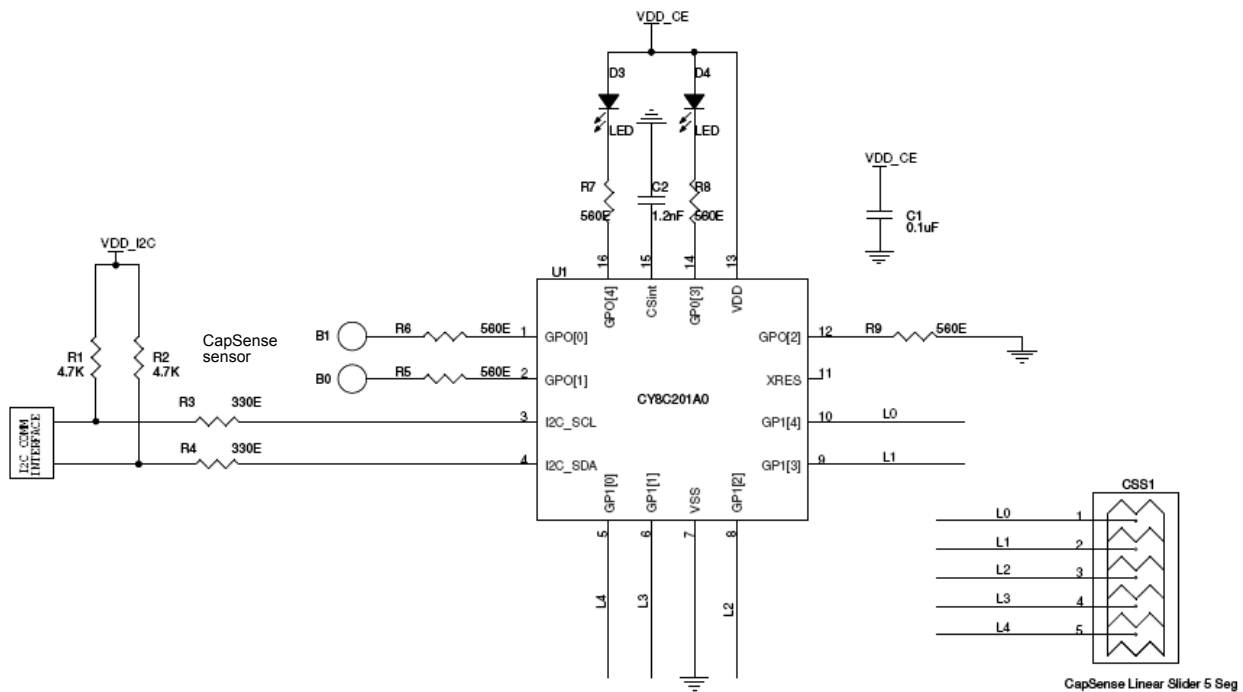 VDD_CE
D3
D4
LED
LED
R7
560E
C2
1.2nF
R8
560E
VDD_CE
C1
0.1uF
VDD_I2C
R1
4.7K
R2
4.7K
CapSense
sensor
B1
R6
560E
B0
R5
560E
R3
330E
R4
330E
I2C COMM
INTERFACE
U1
16
15
14
13
GPO[4]
CSint
GP0[3]
VDD
1
GPO[0]
2
GPO[1]
3
I2C_SCL
4
I2C_SDA
CY8C201A0
GPO[2]
12
R9
560E
XRES
11
GP1[4]
10
L0
GP1[3]
9
L1
GP1[0]
GP1[1]
VSS
GP1[2]
5
6
7
8
L4
L3
L2
CSS1
L0
1
L1
2
L2
3
L3
4
L4
5
CapSense Linear Slider 5 Seg